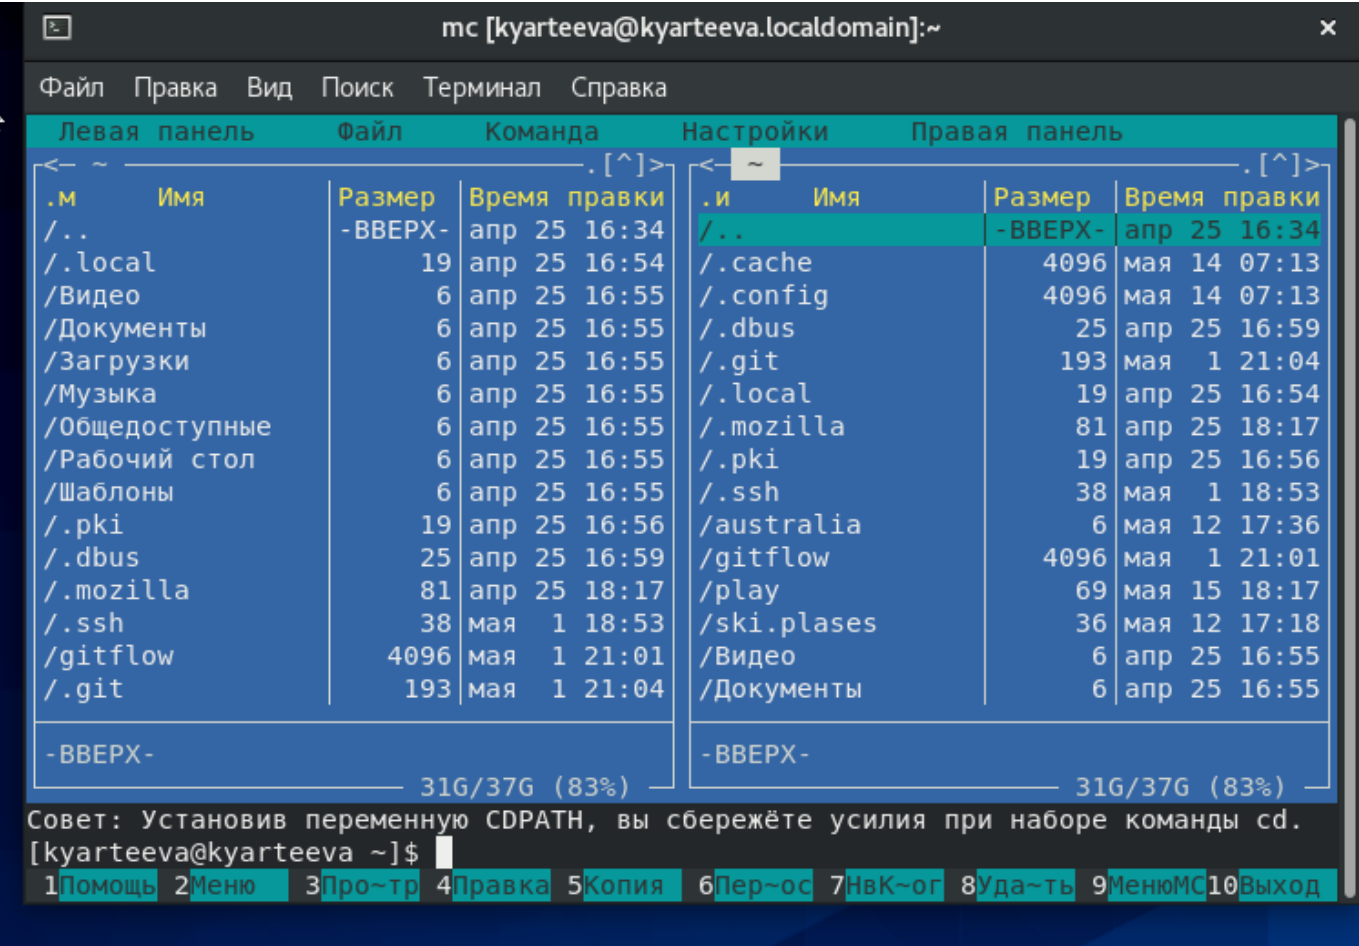 mc [kyarteeva@kyarteeva.localdomain]:~ ×
Файл Правка Вид Поиск Терминал Справка
Левая панель Файл Команда Настройки Правая панель
<— ~ .[^]> <— ~ .[^]>
.м Имя Размер Время правки .и Имя Размер Время правки
/.. -ВВЕРХ- апр 25 16:34 /.. -ВВЕРХ- апр 25 16:34
/.local 19 апр 25 16:54 /.cache 4096 мая 14 07:13
/Видео 6 апр 25 16:55 /.config 4096 мая 14 07:13
/Документы 6 апр 25 16:55 /.dbus 25 апр 25 16:59
/Загрузки 6 апр 25 16:55 /.git 193 мая 1 21:04
/Музыка 6 апр 25 16:55 /.local 19 апр 25 16:54
/Общедоступные 6 апр 25 16:55 /.mozilla 81 апр 25 18:17
/Рабочий стол 6 апр 25 16:55 /.pki 19 апр 25 16:56
/Шаблоны 6 апр 25 16:55 /.ssh 38 мая 1 18:53
/.pki 19 апр 25 16:56 /australia 6 мая 12 17:36
/.dbus 25 апр 25 16:59 /gitflow 4096 мая 1 21:01
/.mozilla 81 апр 25 18:17 /play 69 мая 15 18:17
/.ssh 38 мая 1 18:53 /ski.plases 36 мая 12 17:18
/gitflow 4096 мая 1 21:01 /Видео 6 апр 25 16:55
/.git 193 мая 1 21:04 /Документы 6 апр 25 16:55
-ВВЕРХ- -ВВЕРХ-
31G/37G (83%) 31G/37G (83%)
Совет: Установив переменную CDPATH, вы сбережёте усилия при наборе команды cd.
[kyarteeva@kyarteeva ~]$
1Помощь 2Меню 3Про~тр 4Правка 5Копия 6Пер~ос 7НвК~ог 8Уда~ть 9МенюMC10Выход